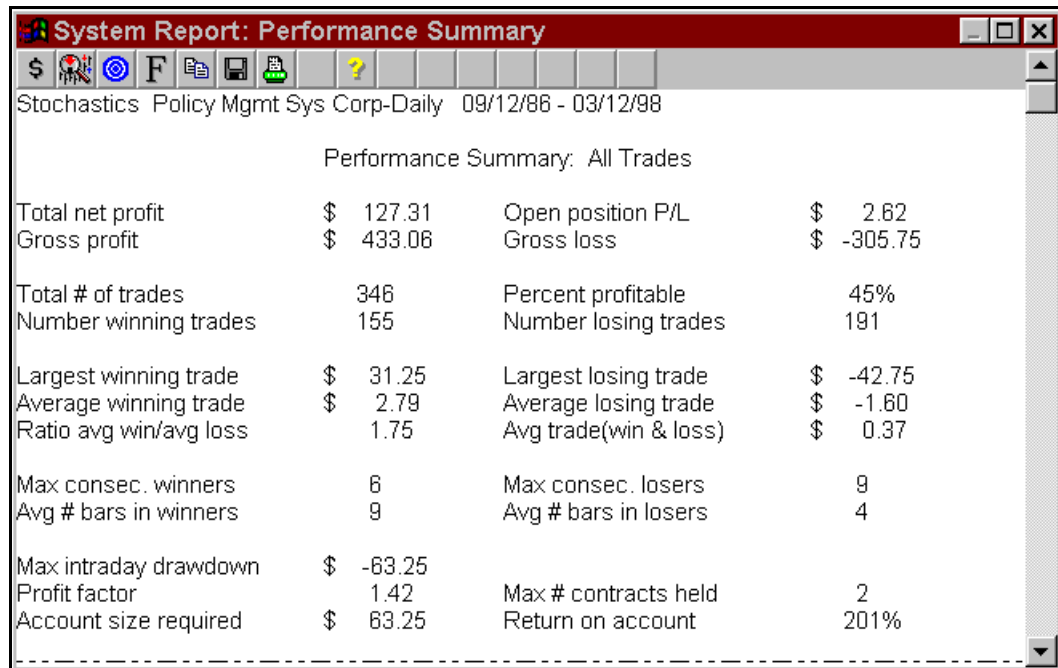 System Report: Performance Summary
$ F ?
Stochastics Policy Mgmt Sys Corp-Daily 09/12/86 - 03/12/98
Performance Summary: All Trades
Total net profit $ 127.31 Open position P/L $ 2.62
Gross profit $ 433.06 Gross loss $ -305.75
Total # of trades 346 Percent profitable 45%
Number winning trades 155 Number losing trades 191
Largest winning trade $ 31.25 Largest losing trade $ -42.75
Average winning trade $ 2.79 Average losing trade $ -1.60
Ratio avg win/avg loss 1.75 Avg trade(win & loss) $ 0.37
Max consec. winners 6 Max consec. losers 9
Avg # bars in winners 9 Avg # bars in losers 4
Max intraday drawdown $ -63.25
Profit factor 1.42 Max # contracts held 2
Account size required $ 63.25 Return on account 201%